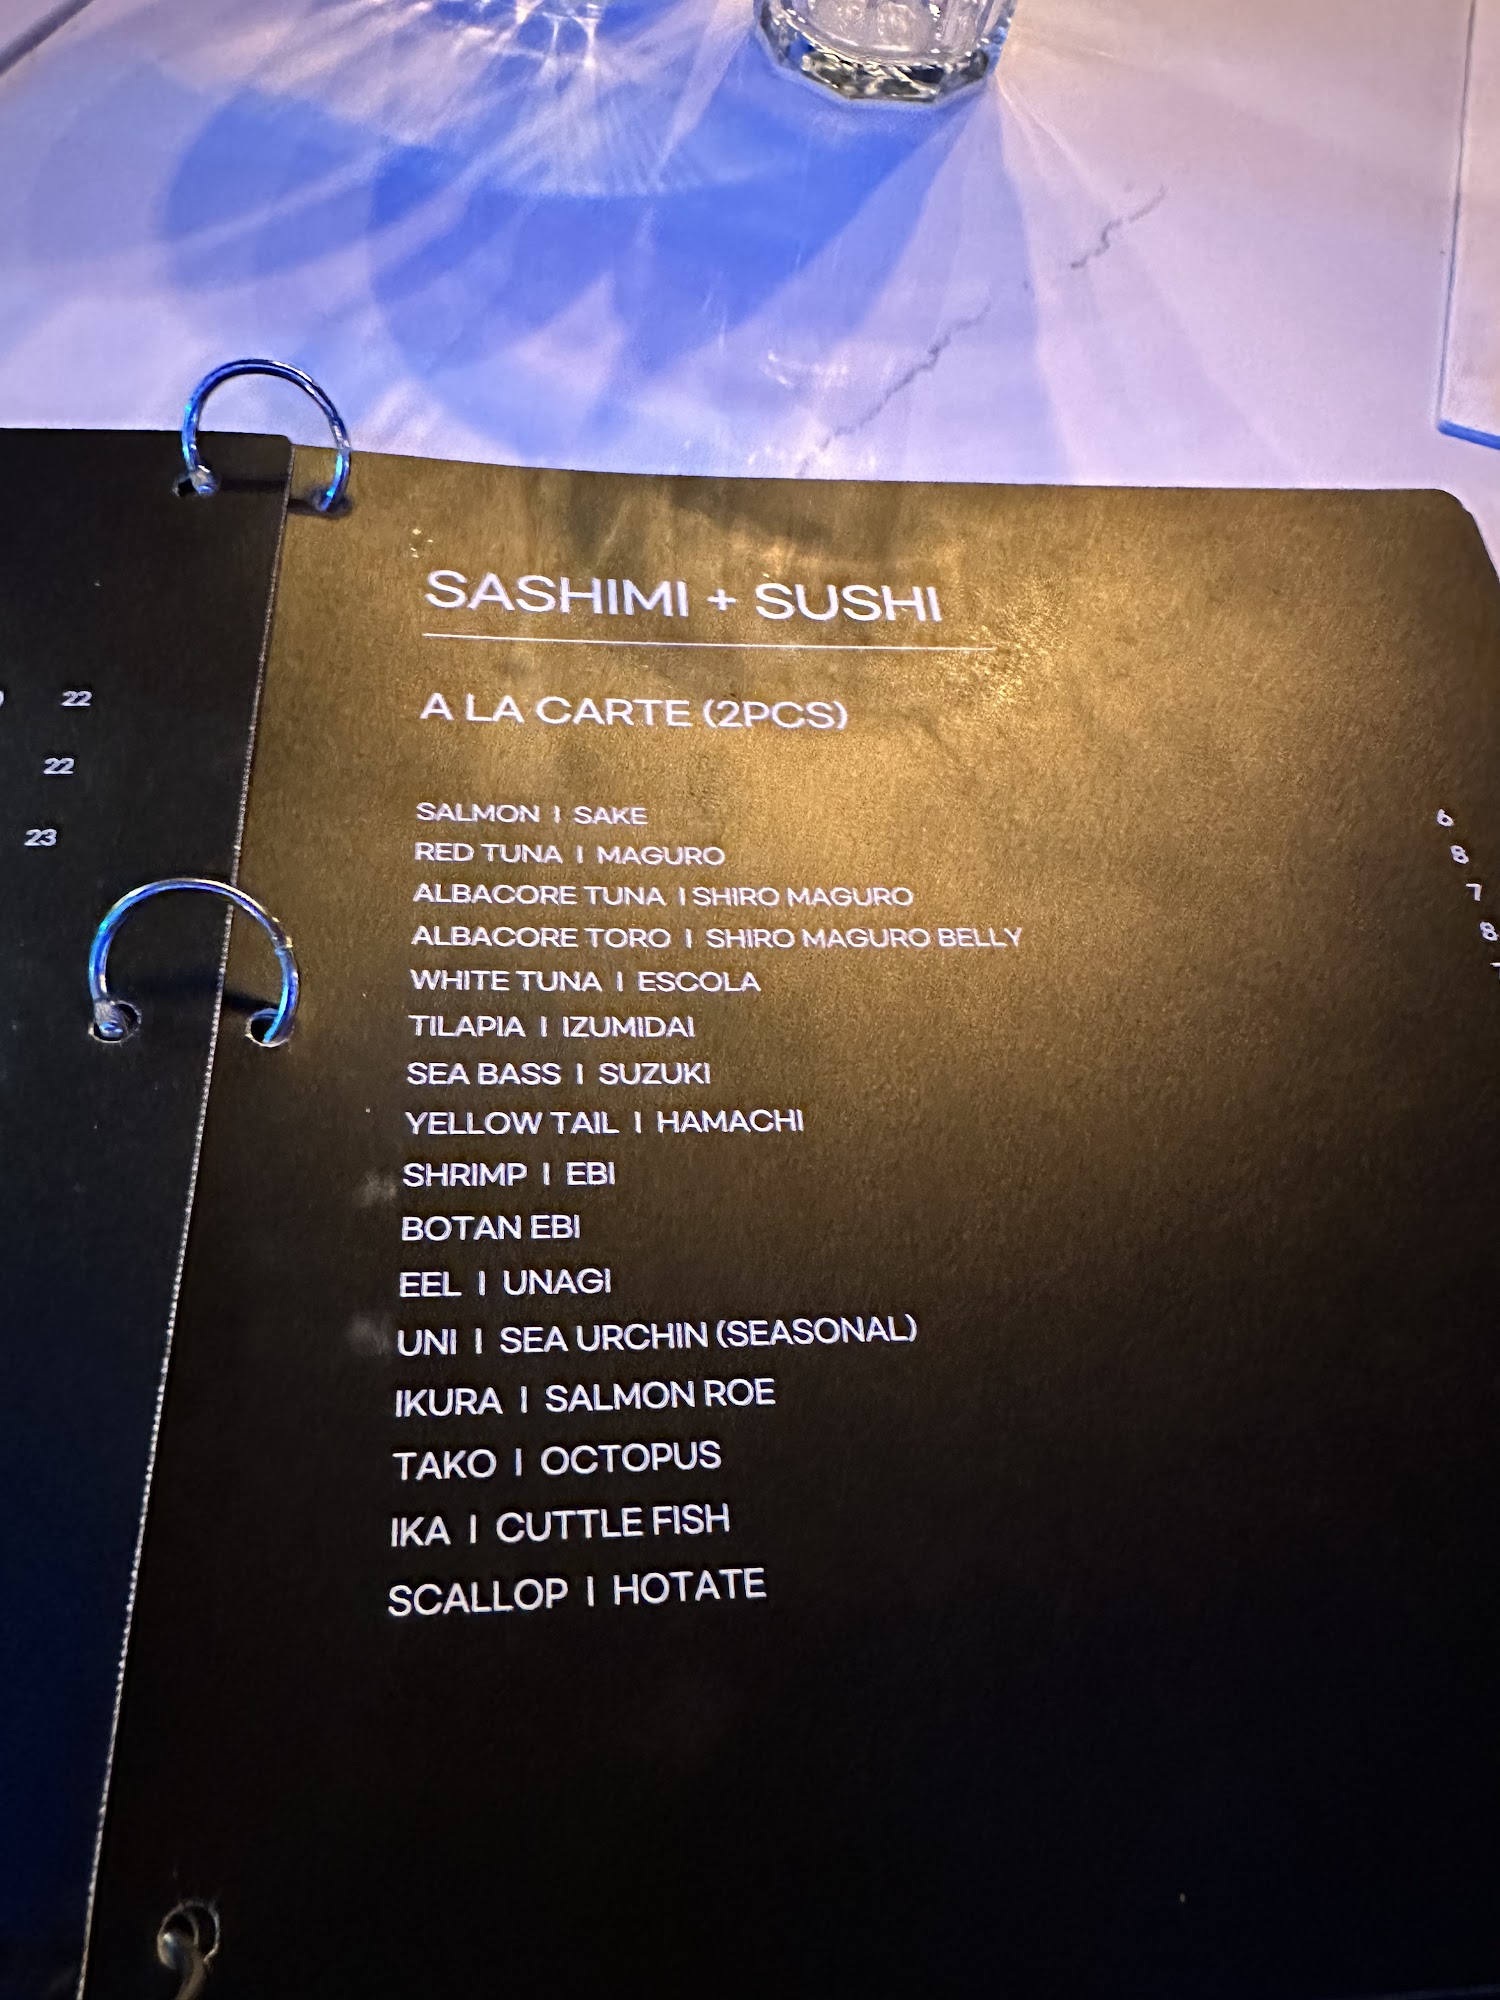 22
22
23
SASHIMI + SUSHI
A LA CARTE (2PCS)
SALMON | SAKE 6
RED TUNA | MAGURO 8
ALBACORE TUNA | SHIRO MAGURO 7
ALBACORE TORO | SHIRO MAGURO BELLY 8
WHITE TUNA | ESCOLA
TILAPIA | IZUMIDAI
SEA BASS | SUZUKI
YELLOW TAIL | HAMACHI
SHRIMP | EBI
BOTAN EBI
EEL | UNAGI
UNI | SEA URCHIN (SEASONAL)
IKURA | SALMON ROE
TAKO | OCTOPUS
IKA | CUTTLE FISH
SCALLOP | HOTATE